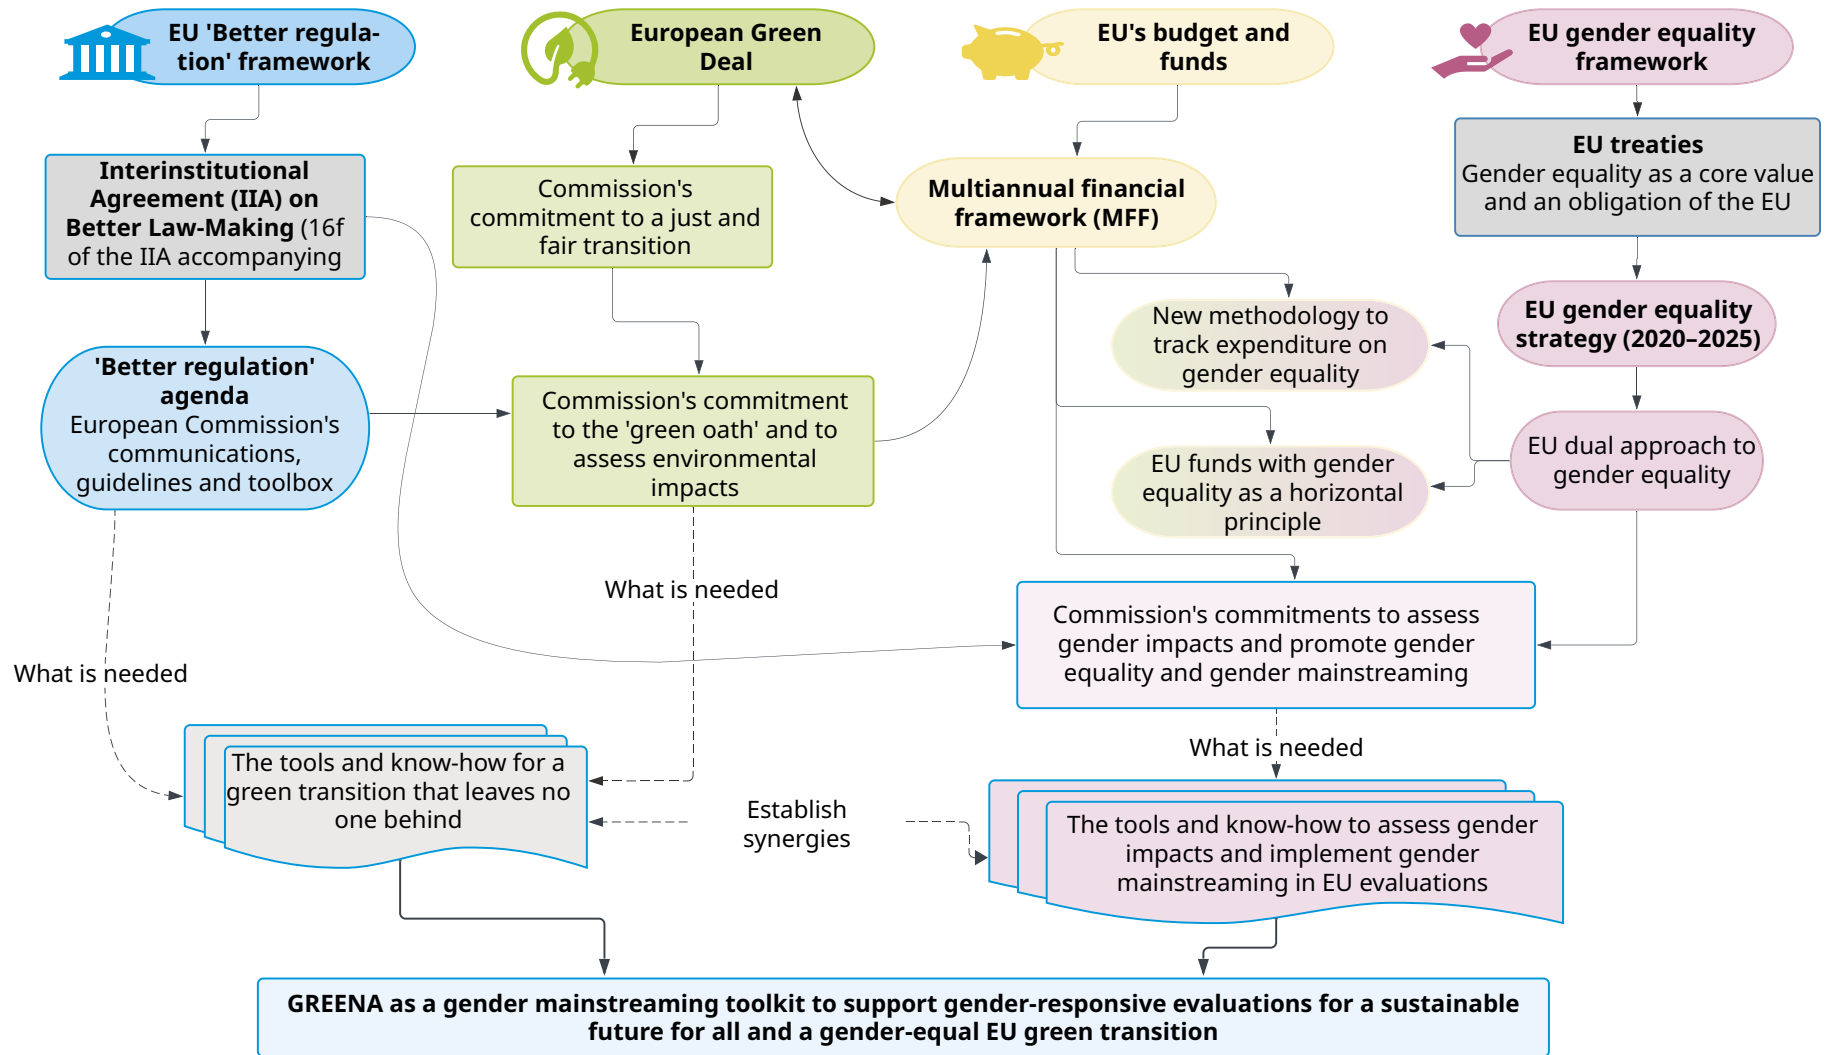 EU 'Better regula-
tion' framework
European Green
Deal
EU's budget and
funds
EU gender equality
framework
Interinstitutional
Agreement (IIA) on
Better Law-Making (16f
of the IIA accompanying
Commission's
commitment to a just and
fair transition
Multiannual financial
framework (MFF)
EU treaties
Gender equality as a core value
and an obligation of the EU
New methodology to
track expenditure on
gender equality
EU gender equality
strategy (2020–2025)
'Better regulation'
agenda
European Commission's
communications,
guidelines and toolbox
Commission's commitment
to the 'green oath' and to
assess environmental
impacts
EU funds with gender
equality as a horizontal
principle
EU dual approach to
gender equality
What is needed
What is needed
Commission's commitments to assess
gender impacts and promote gender
equality and gender mainstreaming
What is needed
The tools and know-how for a
green transition that leaves no
one behind
Establish
synergies
The tools and know-how to assess gender
impacts and implement gender
mainstreaming in EU evaluations
GREENA as a gender mainstreaming toolkit to support gender-responsive evaluations for a sustainable
future for all and a gender-equal EU green transition